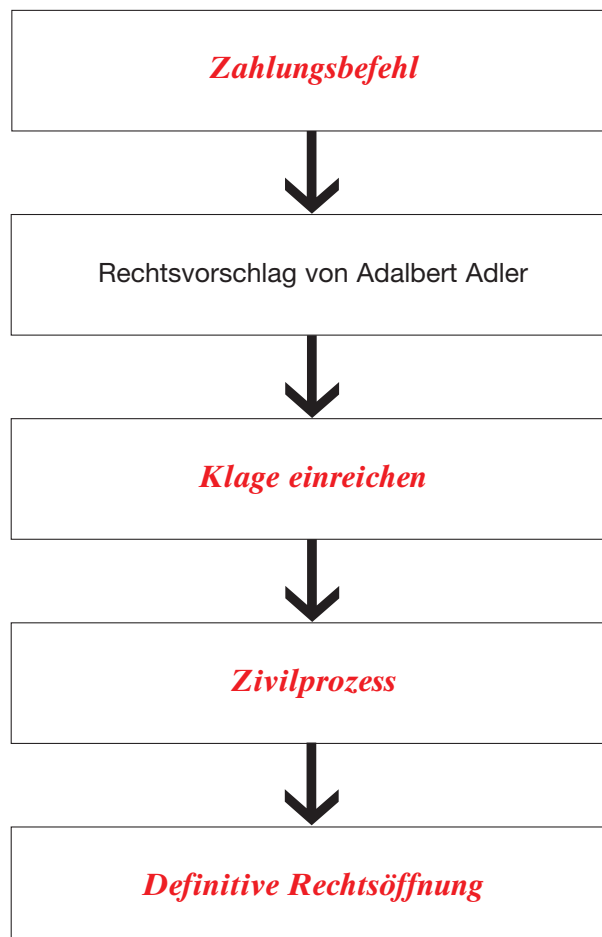 Zahlungsbefehl
Rechtsvorschlag von Adalbert Adler
Klage einreichen
Zivilprozess
Definitive Rechtsöffnung